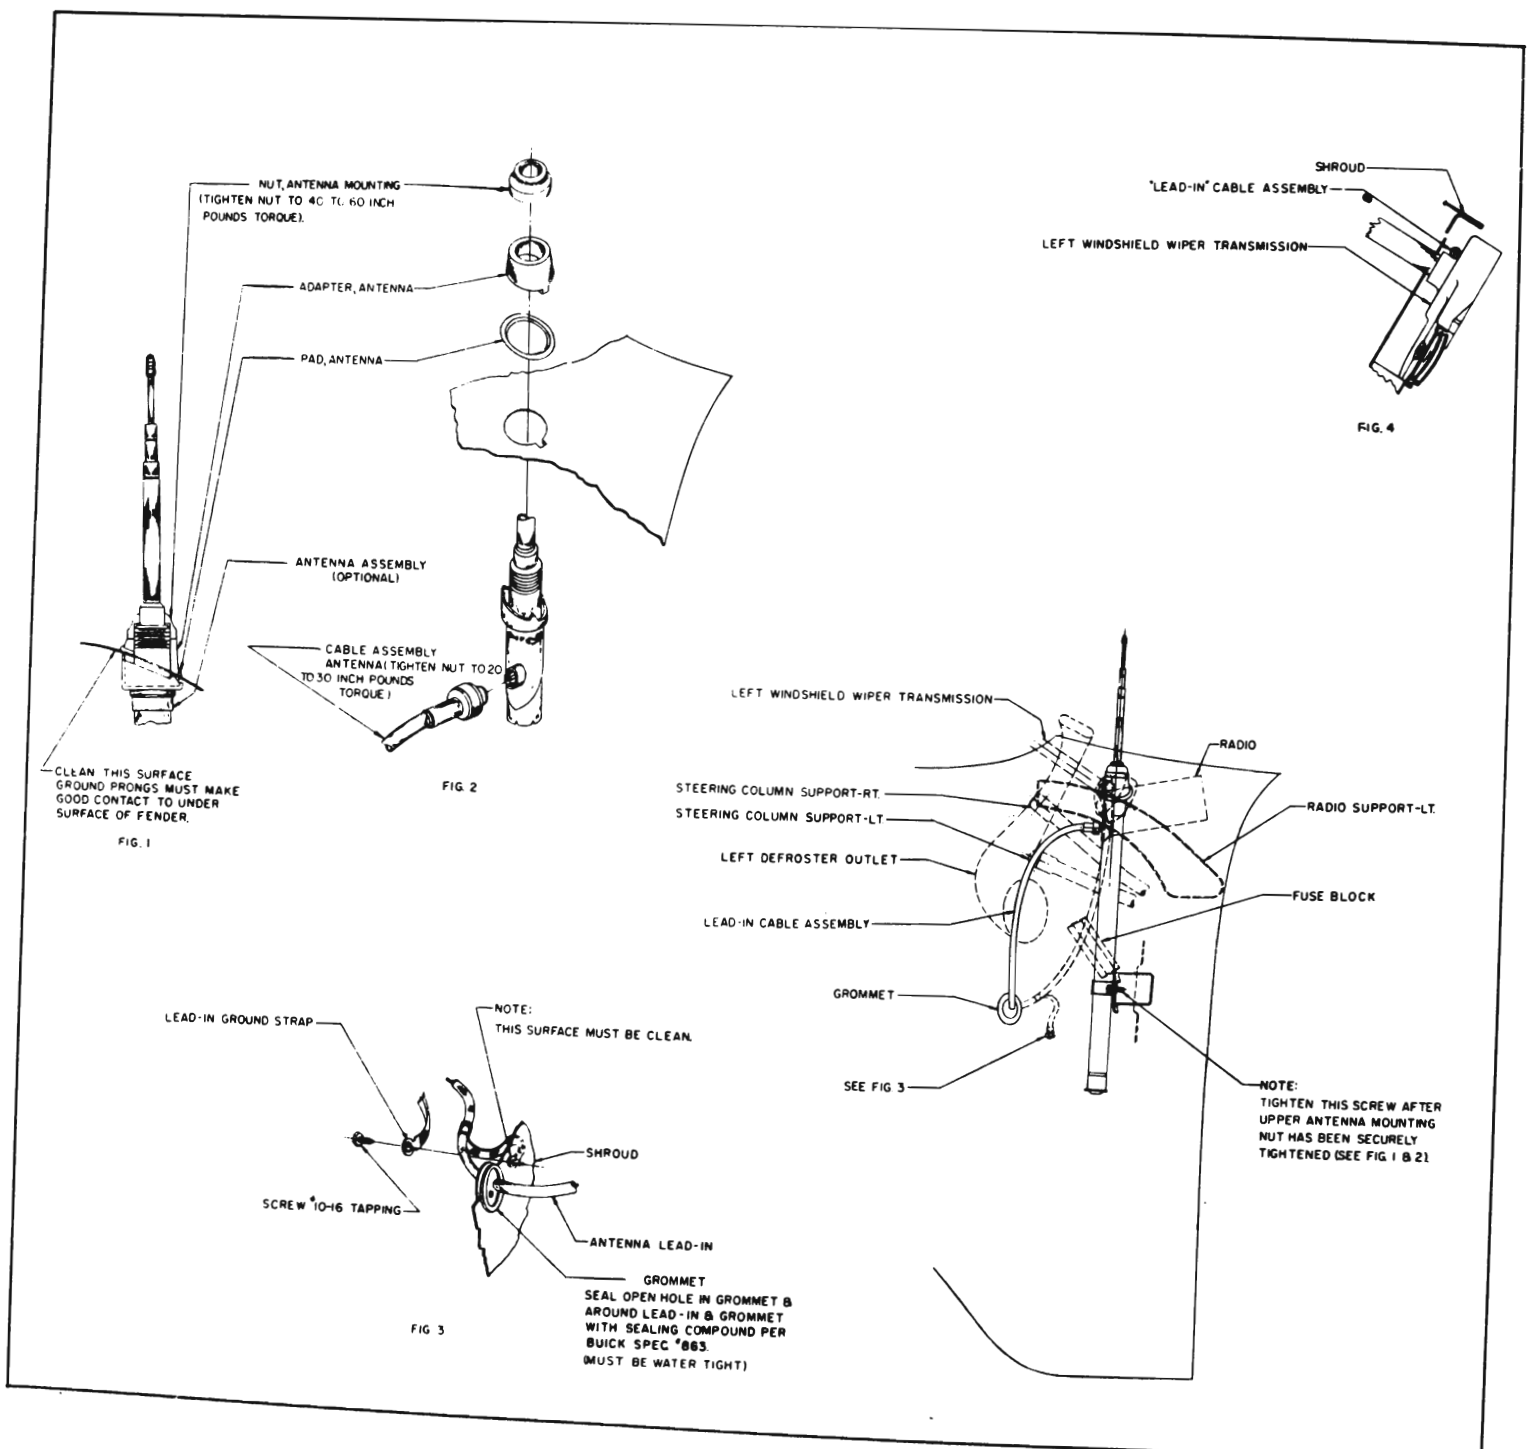 NUT, ANTENNA MOUNTING
(TIGHTEN NUT TO 40 TO 60 INCH
POUNDS TORQUE).
ADAPTER, ANTENNA
PAD, ANTENNA
ANTENNA ASSEMBLY
(OPTIONAL)
CABLE ASSEMBLY
ANTENNA (TIGHTEN NUT TO 20
TO 30 INCH POUNDS
TORQUE)
CLEAN THIS SURFACE
GROUND PRONGS MUST MAKE
GOOD CONTACT TO UNDER
SURFACE OF FENDER.
FIG. 1
FIG. 2
SHROUD
"LEAD-IN" CABLE ASSEMBLY
LEFT WINDSHIELD WIPER TRANSMISSION
FIG. 4
LEFT WINDSHIELD WIPER TRANSMISSION
RADIO
STEERING COLUMN SUPPORT-RT.
STEERING COLUMN SUPPORT-LT
RADIO SUPPORT-LT.
LEFT DEFROSTER OUTLET
FUSE BLOCK
LEAD-IN CABLE ASSEMBLY
GROMMET
SEE FIG 3
NOTE:
TIGHTEN THIS SCREW AFTER
UPPER ANTENNA MOUNTING
NUT HAS BEEN SECURELY
TIGHTENED (SEE FIG. 1 & 2).
LEAD-IN GROUND STRAP
NOTE:
THIS SURFACE MUST BE CLEAN.
SHROUD
SCREW #10-16 TAPPING
ANTENNA LEAD-IN
GROMMET
SEAL OPEN HOLE IN GROMMET &
AROUND LEAD-IN & GROMMET
WITH SEALING COMPOUND PER
BUICK SPEC #863.
(MUST BE WATER TIGHT)
FIG 3